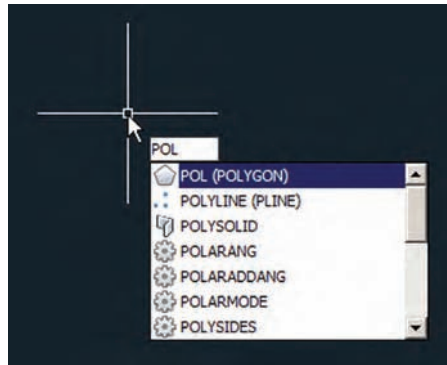 POL
POL (POLYGON)
POLYLINE (PLINE)
POLYSOLID
POLARANG
POLARADDANG
POLARMODE
POLYSIDES